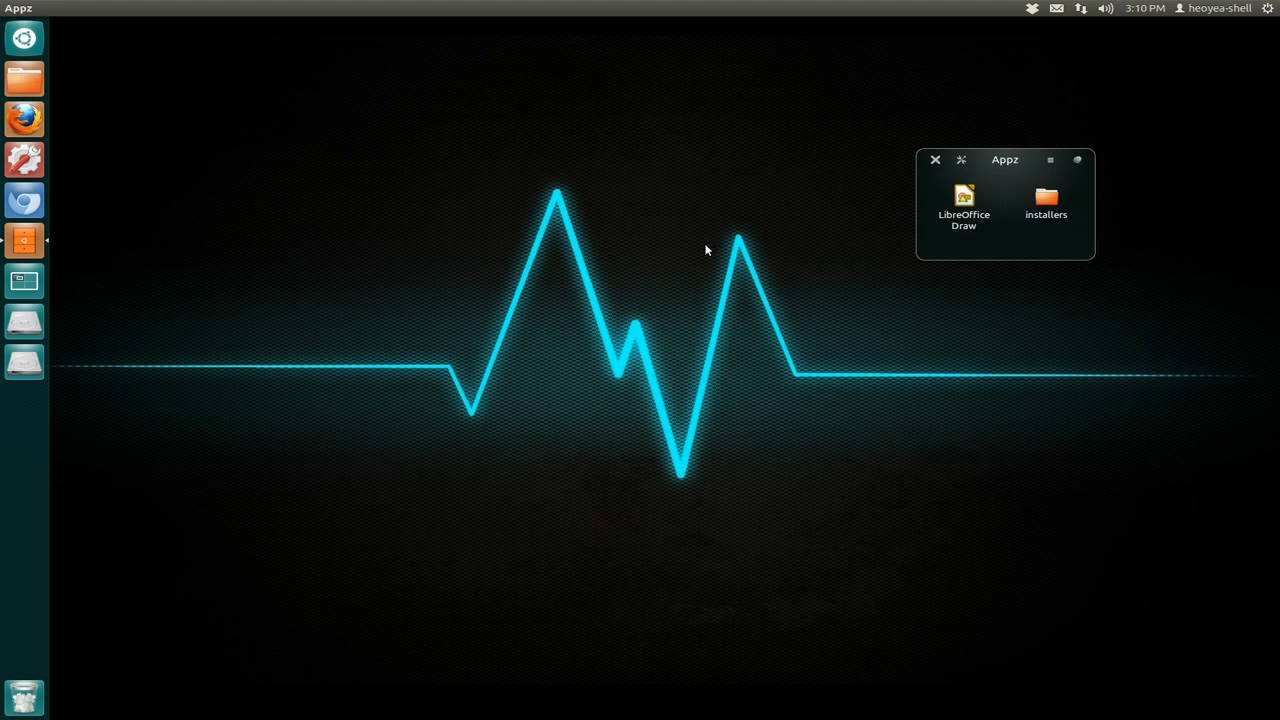 Appz
3:10 PM
heoyea-shell
Appz
LibreOffice
Draw
installers